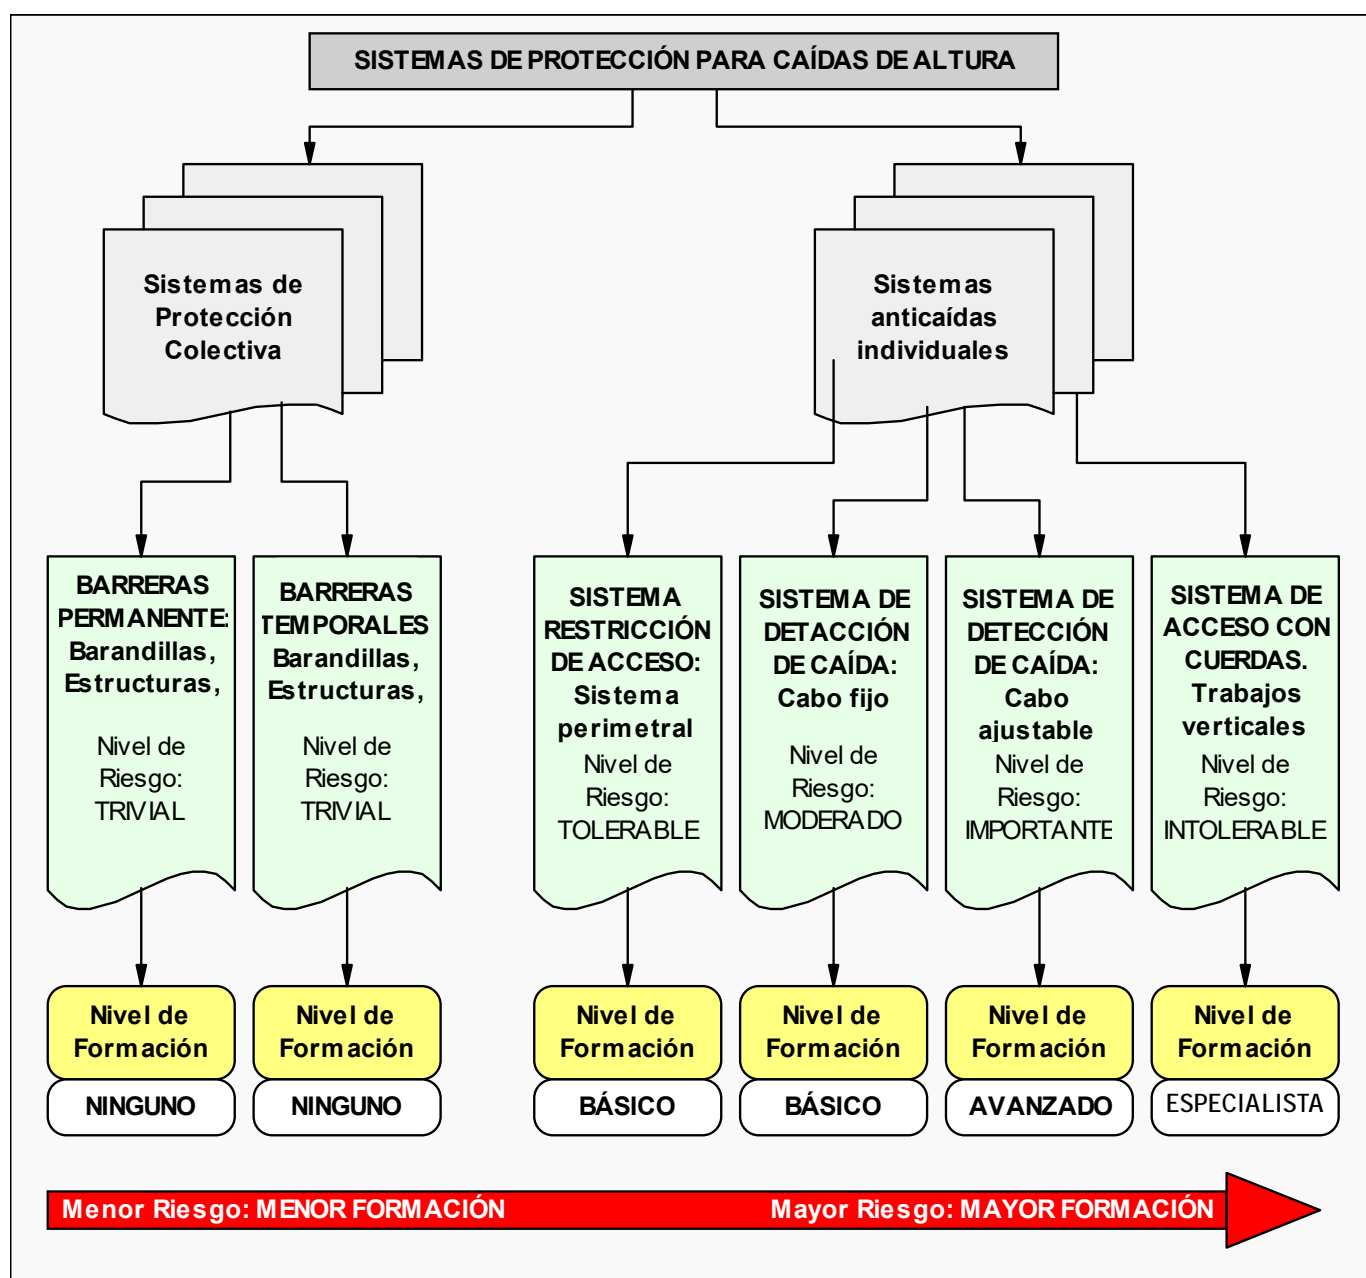 SISTEMAS DE PROTECCIÓN PARA CAÍDAS DE ALTURA
Sistemas de
Protección
Colectiva
Sistemas
anticaídas
individuales
BARRERAS
PERMANENTE:
Barandillas,
Estructuras,
Nivel de
Riesgo:
TRIVIAL
BARRERAS
TEMPORALES
Barandillas,
Estructuras,
Nivel de
Riesgo:
TRIVIAL
SISTEMA
RESTRICCIÓN
DE ACCESO:
Sistema
perimetral
Nivel de
Riesgo:
TOLERABLE
SISTEMA DE
DETACCIÓN
DE CAÍDA:
Cabo fijo
Nivel de
Riesgo:
MODERADO
SISTEMA DE
DETECCIÓN
DE CAÍDA:
Cabo
ajustable
Nivel de
Riesgo:
IMPORTANTE
SISTEMA DE
ACCESO CON
CUERDAS.
Trabajos
verticales
Nivel de
Riesgo:
INTOLERABLE
Nivel de
Formación
NINGUNO
Nivel de
Formación
NINGUNO
Nivel de
Formación
BÁSICO
Nivel de
Formación
BÁSICO
Nivel de
Formación
AVANZADO
Nivel de
Formación
ESPECIALISTA
Menor Riesgo: MENOR FORMACIÓN
Mayor Riesgo: MAYOR FORMACIÓN